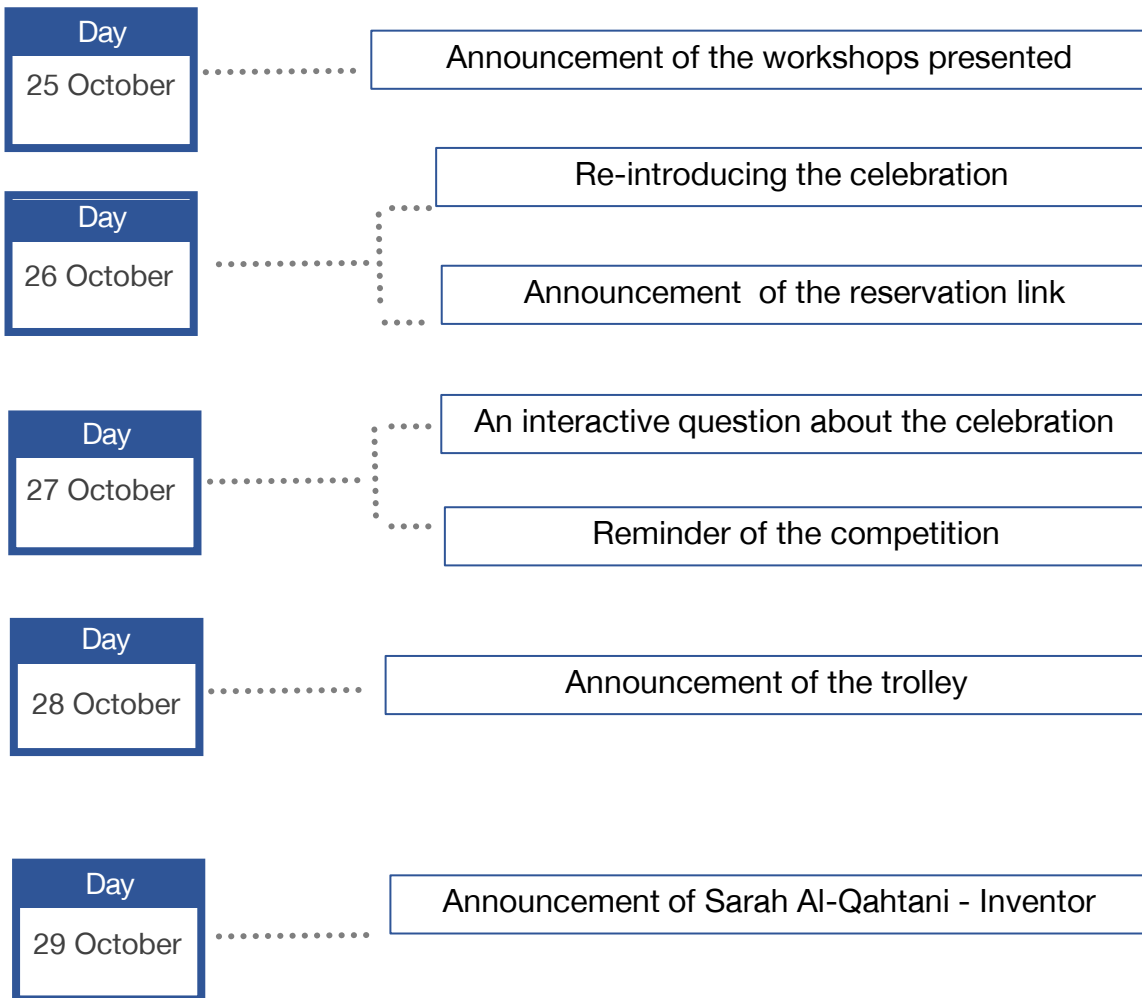 Day
25 October
Announcement of the workshops presented
Day
26 October
Re-introducing the celebration
Announcement of the reservation link
Day
27 October
An interactive question about the celebration
Reminder of the competition
Day
28 October
Announcement of the trolley
Day
29 October
Announcement of Sarah Al-Qahtani - Inventor